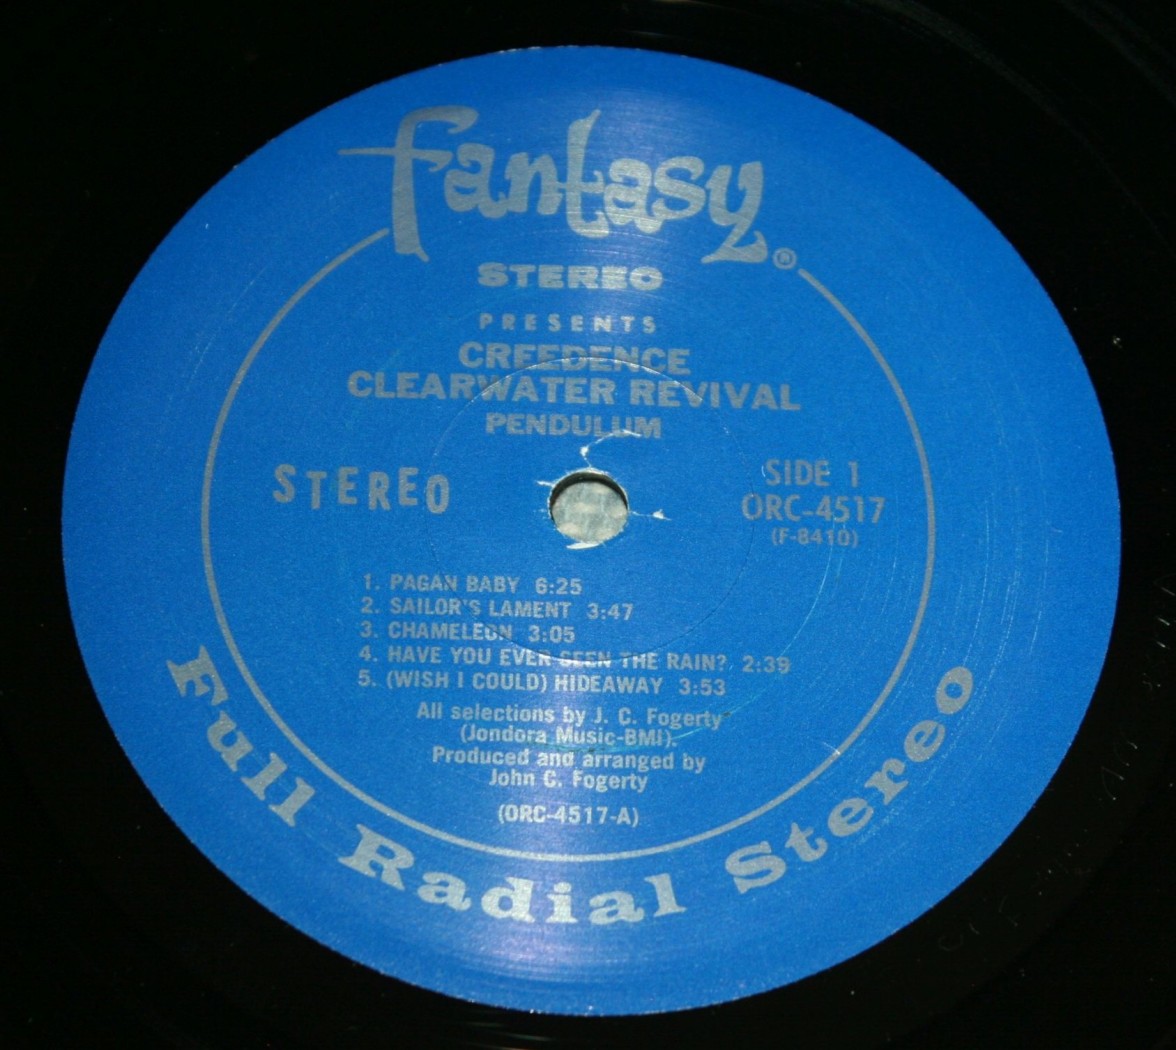 fantasy®
STEREO
PRESENTS
CREEDENCE
CLEARWATER REVIVAL
PENDULUM
STEREO
SIDE 1
ORC-4517
(F-8410)
1. PAGAN BABY 6:25
2. SAILOR'S LAMENT 3:47
3. CHAMELEON 3:05
4. HAVE YOU EVER SEEN THE RAIN? 2:39
5. (WISH I COULD) HIDEAWAY 3:53
All selections by J. C. Fogerty
(Jondora Music-BMI).
Produced and arranged by
John C. Fogerty
(ORC-4517-A)
Full Radial Stereo